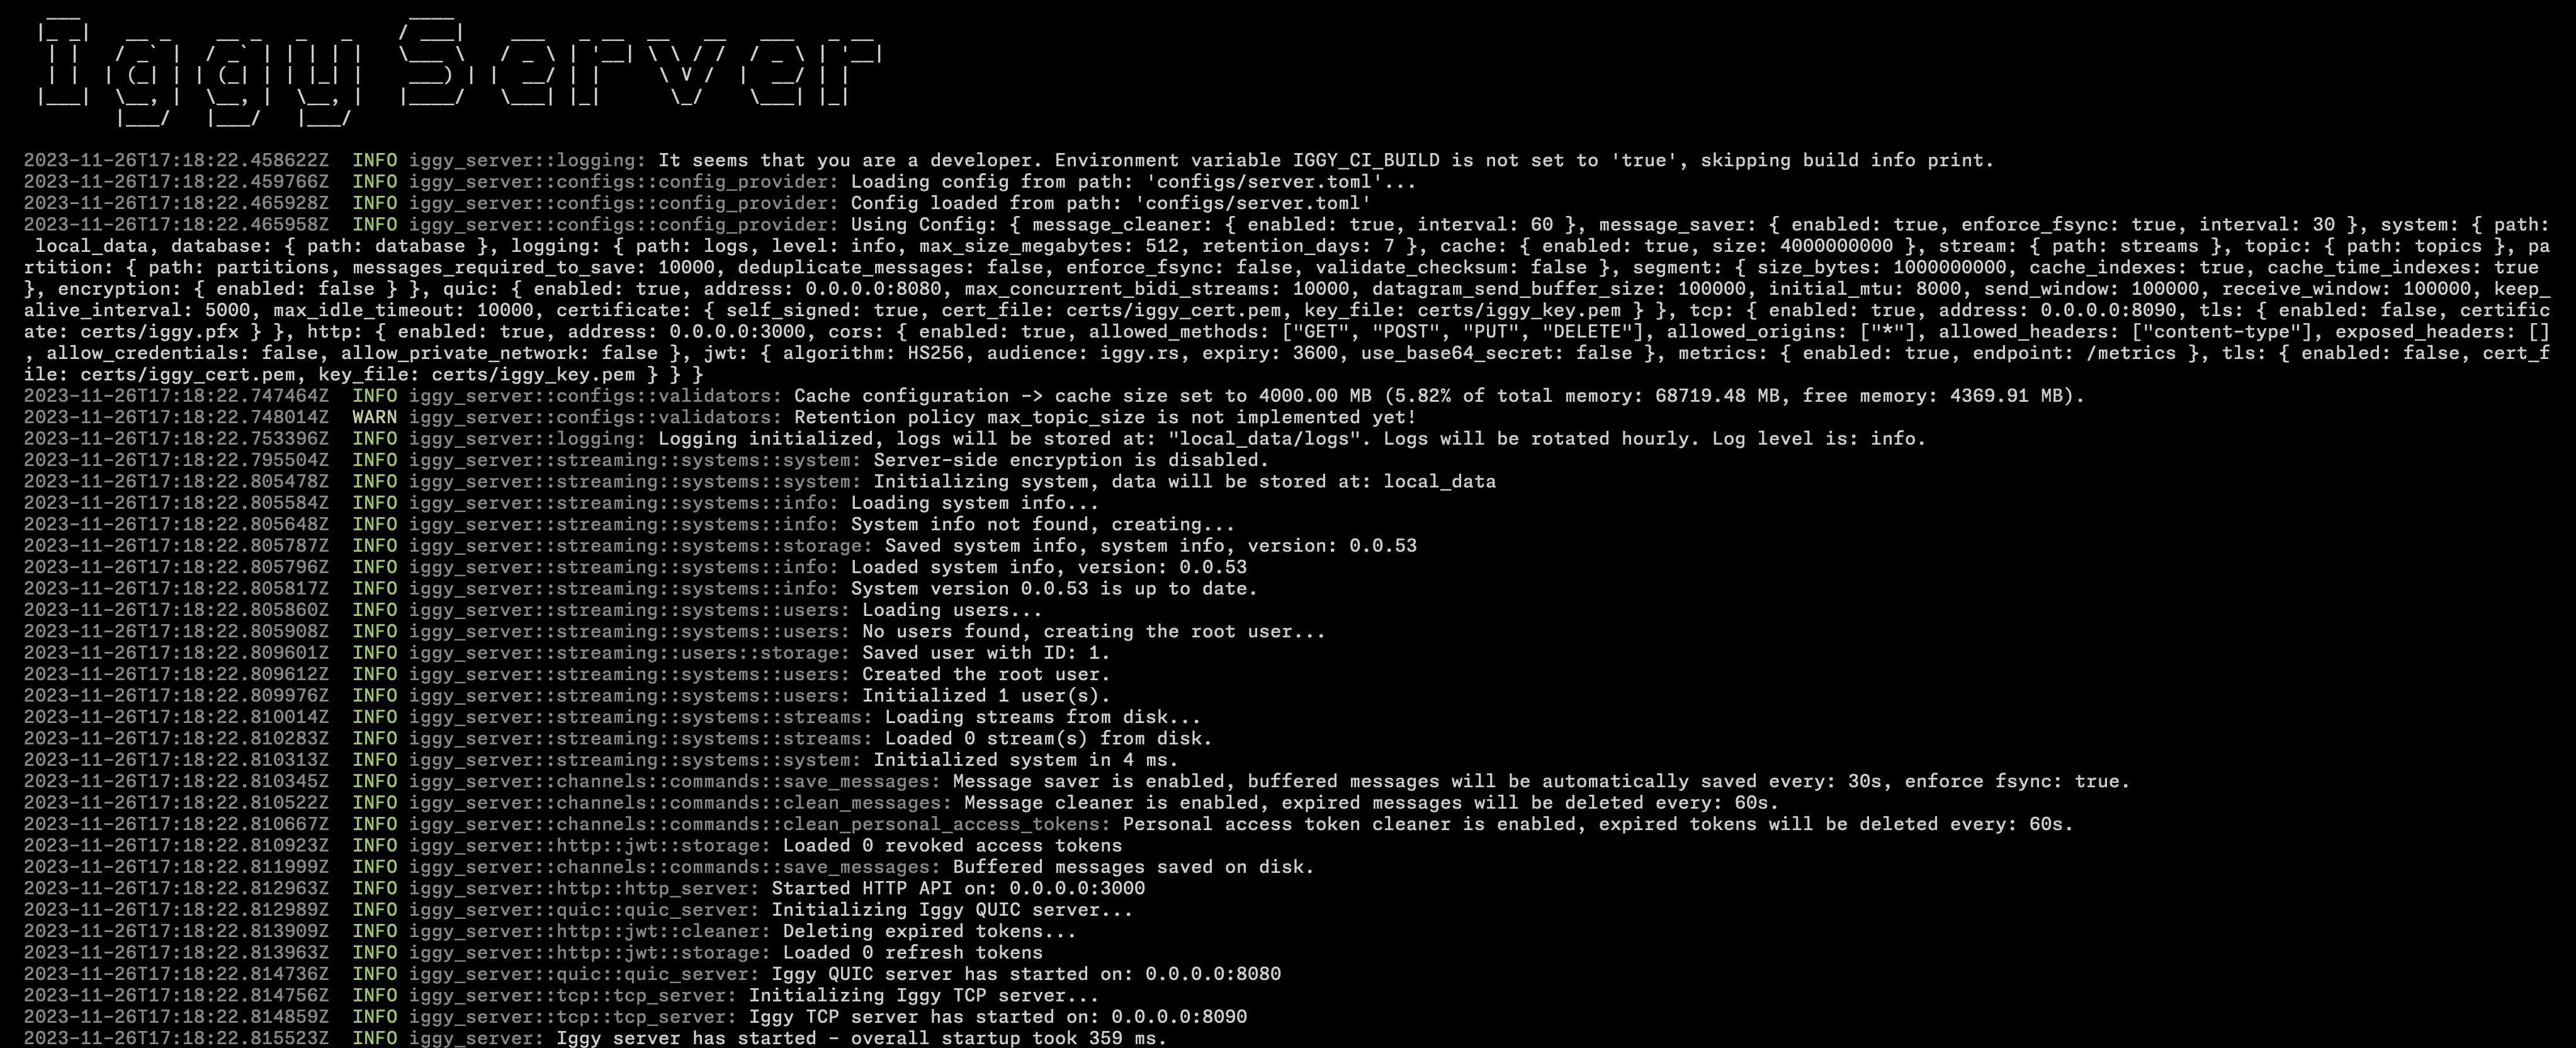 Iggy Server
2023-11-26T17:18:22.458622Z  INFO iggy_server::logging: It seems that you are a developer. Environment variable IGGY_CI_BUILD is not set to 'true', skipping build info print.
2023-11-26T17:18:22.459766Z  INFO iggy_server::configs::config_provider: Loading config from path: 'configs/server.toml'...
2023-11-26T17:18:22.465928Z  INFO iggy_server::configs::config_provider: Config loaded from path: 'configs/server.toml'
2023-11-26T17:18:22.465958Z  INFO iggy_server::configs::config_provider: Using Config: { message_cleaner: { enabled: true, interval: 60 }, message_saver: { enabled: true, enforce_fsync: true, interval: 30 }, system: { path:
 local_data, database: { path: database }, logging: { path: logs, level: info, max_size_megabytes: 512, retention_days: 7 }, cache: { enabled: true, size: 4000000000 }, stream: { path: streams }, topic: { path: topics }, pa
rtition: { path: partitions, messages_required_to_save: 10000, deduplicate_messages: false, enforce_fsync: false, validate_checksum: false }, segment: { size_bytes: 1000000000, cache_indexes: true, cache_time_indexes: true
}, encryption: { enabled: false } }, quic: { enabled: true, address: 0.0.0.0:8080, max_concurrent_bidi_streams: 10000, datagram_send_buffer_size: 100000, initial_mtu: 8000, send_window: 100000, receive_window: 100000, keep_
alive_interval: 5000, max_idle_timeout: 10000, certificate: { self_signed: true, cert_file: certs/iggy_cert.pem, key_file: certs/iggy_key.pem } }, tcp: { enabled: true, address: 0.0.0.0:8090, tls: { enabled: false, certific
ate: certs/iggy.pfx } }, http: { enabled: true, address: 0.0.0.0:3000, cors: { enabled: true, allowed_methods: ["GET", "POST", "PUT", "DELETE"], allowed_origins: ["*"], allowed_headers: ["content-type"], exposed_headers: []
, allow_credentials: false, allow_private_network: false }, jwt: { algorithm: HS256, audience: iggy.rs, expiry: 3600, use_base64_secret: false }, metrics: { enabled: true, endpoint: /metrics }, tls: { enabled: false, cert_f
ile: certs/iggy_cert.pem, key_file: certs/iggy_key.pem } } }
2023-11-26T17:18:22.747464Z  INFO iggy_server::configs::validators: Cache configuration -> cache size set to 4000.00 MB (5.82% of total memory: 68719.48 MB, free memory: 4369.91 MB).
2023-11-26T17:18:22.748014Z  WARN iggy_server::configs::validators: Retention policy max_topic_size is not implemented yet!
2023-11-26T17:18:22.753396Z  INFO iggy_server::logging: Logging initialized, logs will be stored at: "local_data/logs". Logs will be rotated hourly. Log level is: info.
2023-11-26T17:18:22.795504Z  INFO iggy_server::streaming::systems::system: Server-side encryption is disabled.
2023-11-26T17:18:22.805478Z  INFO iggy_server::streaming::systems::system: Initializing system, data will be stored at: local_data
2023-11-26T17:18:22.805584Z  INFO iggy_server::streaming::systems::info: Loading system info...
2023-11-26T17:18:22.805648Z  INFO iggy_server::streaming::systems::info: System info not found, creating...
2023-11-26T17:18:22.805787Z  INFO iggy_server::streaming::systems::storage: Saved system info, system info, version: 0.0.53
2023-11-26T17:18:22.805796Z  INFO iggy_server::streaming::systems::info: Loaded system info, version: 0.0.53
2023-11-26T17:18:22.805817Z  INFO iggy_server::streaming::systems::info: System version 0.0.53 is up to date.
2023-11-26T17:18:22.805860Z  INFO iggy_server::streaming::systems::users: Loading users...
2023-11-26T17:18:22.805908Z  INFO iggy_server::streaming::systems::users: No users found, creating the root user...
2023-11-26T17:18:22.809601Z  INFO iggy_server::streaming::users::storage: Saved user with ID: 1.
2023-11-26T17:18:22.809612Z  INFO iggy_server::streaming::systems::users: Created the root user.
2023-11-26T17:18:22.809976Z  INFO iggy_server::streaming::systems::users: Initialized 1 user(s).
2023-11-26T17:18:22.810014Z  INFO iggy_server::streaming::systems::streams: Loading streams from disk...
2023-11-26T17:18:22.810283Z  INFO iggy_server::streaming::systems::streams: Loaded 0 stream(s) from disk.
2023-11-26T17:18:22.810313Z  INFO iggy_server::streaming::systems::system: Initialized system in 4 ms.
2023-11-26T17:18:22.810345Z  INFO iggy_server::channels::commands::save_messages: Message saver is enabled, buffered messages will be automatically saved every: 30s, enforce fsync: true.
2023-11-26T17:18:22.810522Z  INFO iggy_server::channels::commands::clean_messages: Message cleaner is enabled, expired messages will be deleted every: 60s.
2023-11-26T17:18:22.810667Z  INFO iggy_server::channels::commands::clean_personal_access_tokens: Personal access token cleaner is enabled, expired tokens will be deleted every: 60s.
2023-11-26T17:18:22.810923Z  INFO iggy_server::http::jwt::storage: Loaded 0 revoked access tokens
2023-11-26T17:18:22.811999Z  INFO iggy_server::channels::commands::save_messages: Buffered messages saved on disk.
2023-11-26T17:18:22.812963Z  INFO iggy_server::http::http_server: Started HTTP API on: 0.0.0.0:3000
2023-11-26T17:18:22.812989Z  INFO iggy_server::quic::quic_server: Initializing Iggy QUIC server...
2023-11-26T17:18:22.813909Z  INFO iggy_server::http::jwt::cleaner: Deleting expired tokens...
2023-11-26T17:18:22.813963Z  INFO iggy_server::http::jwt::storage: Loaded 0 refresh tokens
2023-11-26T17:18:22.814736Z  INFO iggy_server::quic::quic_server: Iggy QUIC server has started on: 0.0.0.0:8080
2023-11-26T17:18:22.814756Z  INFO iggy_server::tcp::tcp_server: Initializing Iggy TCP server...
2023-11-26T17:18:22.814859Z  INFO iggy_server::tcp::tcp_server: Iggy TCP server has started on: 0.0.0.0:8090
2023-11-26T17:18:22.815523Z  INFO iggy_server: Iggy server has started - overall startup took 359 ms.